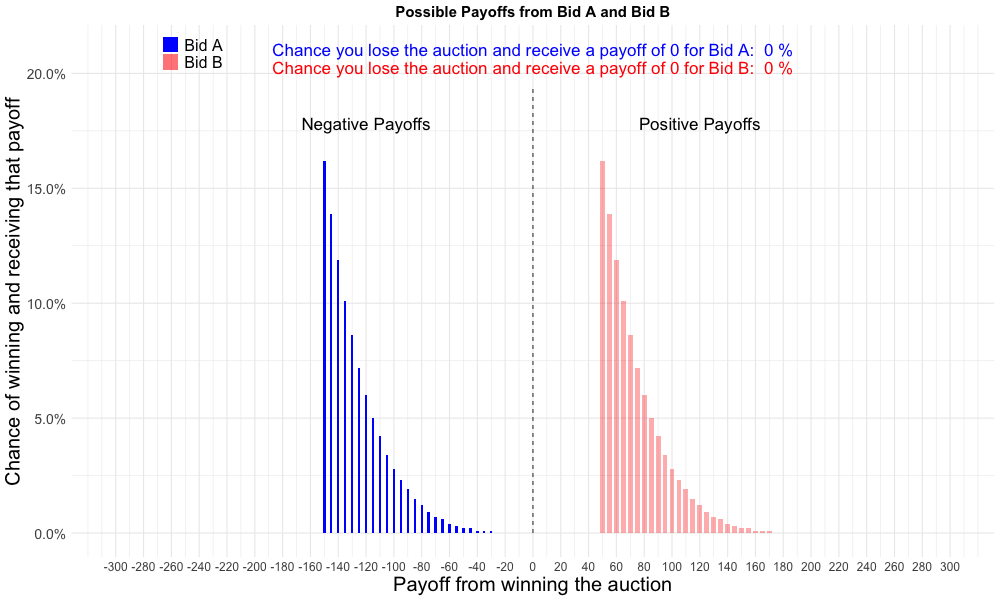 Possible Payoffs from Bid A and Bid B
Bid A
Bid B
Chance you lose the auction and receive a payoff of 0 for Bid A:  0 %
Chance you lose the auction and receive a payoff of 0 for Bid B:  0 %
Negative Payoffs
Positive Payoffs
Chance of winning and receiving that payoff
20.0%
15.0%
10.0%
5.0%
0.0%
-300 -280 -260 -240 -220 -200 -180 -160 -140 -120 -100 -80 -60 -40 -20 0 20 40 60 80 100 120 140 160 180 200 220 240 260 280 300
Payoff from winning the auction